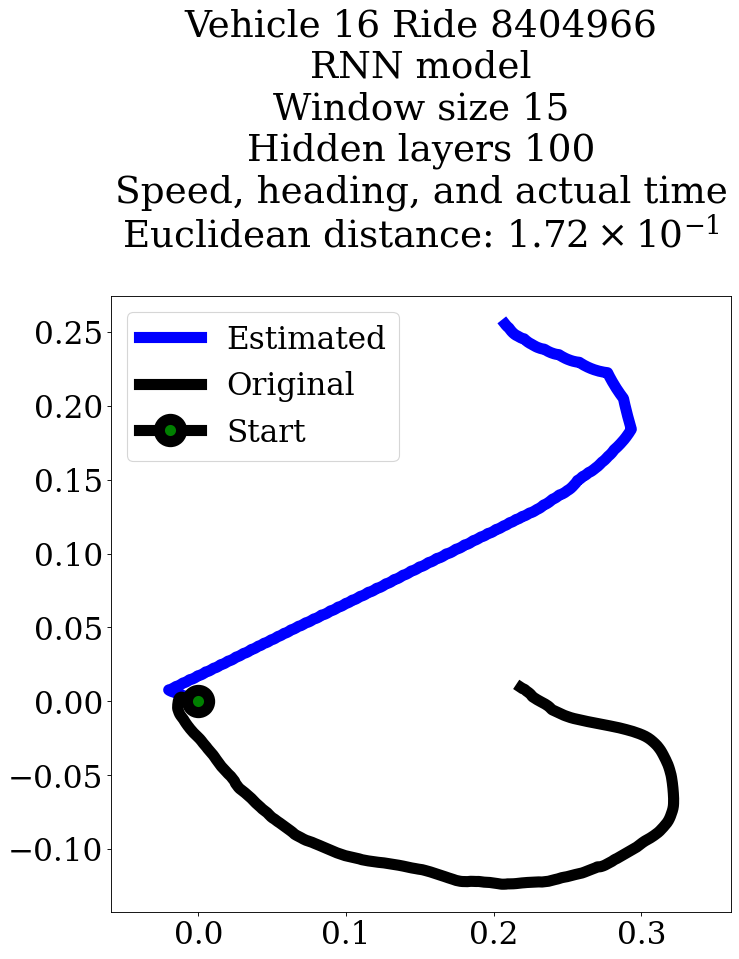 Vehicle 16 Ride 8404966
RNN model
Window size 15
Hidden layers 100
Speed, heading, and actual time
Euclidean distance: 1.72 × 10⁻¹
Estimated
Original
Start
0.25
0.20
0.15
0.10
0.05
0.00
−0.05
−0.10
0.0 0.1 0.2 0.3